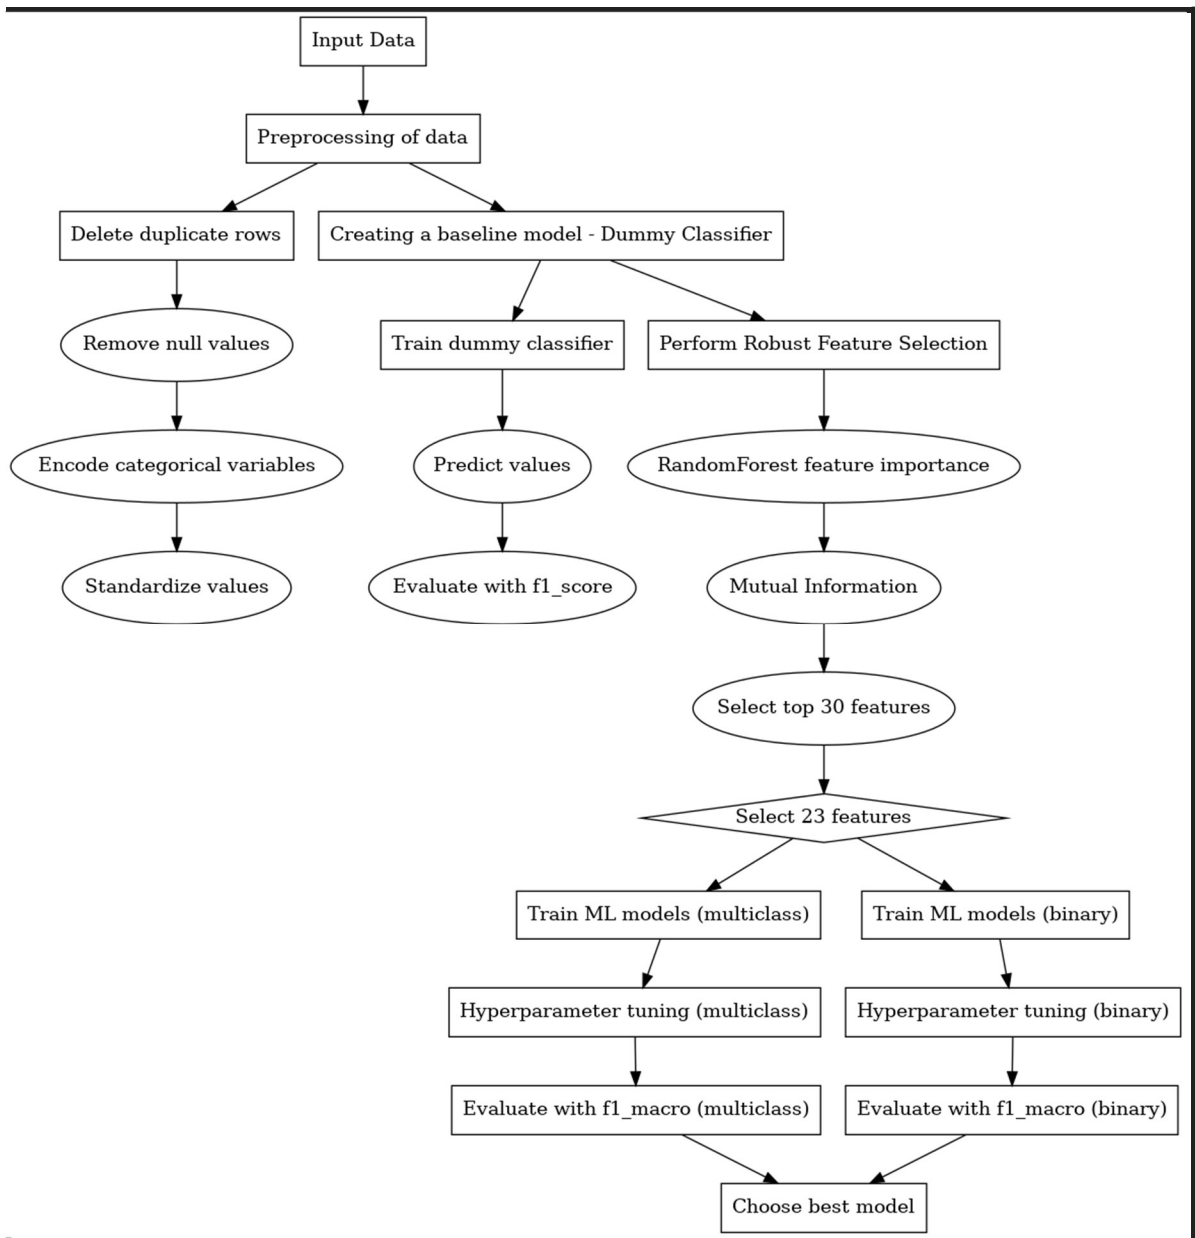 Input Data
Preprocessing of data
Delete duplicate rows
Creating a baseline model - Dummy Classifier
Remove null values
Train dummy classifier
Perform Robust Feature Selection
Encode categorical variables
Predict values
RandomForest feature importance
Standardize values
Evaluate with f1_score
Mutual Information
Select top 30 features
Select 23 features
Train ML models (multiclass)
Train ML models (binary)
Hyperparameter tuning (multiclass)
Hyperparameter tuning (binary)
Evaluate with f1_macro (multiclass)
Evaluate with f1_macro (binary)
Choose best model